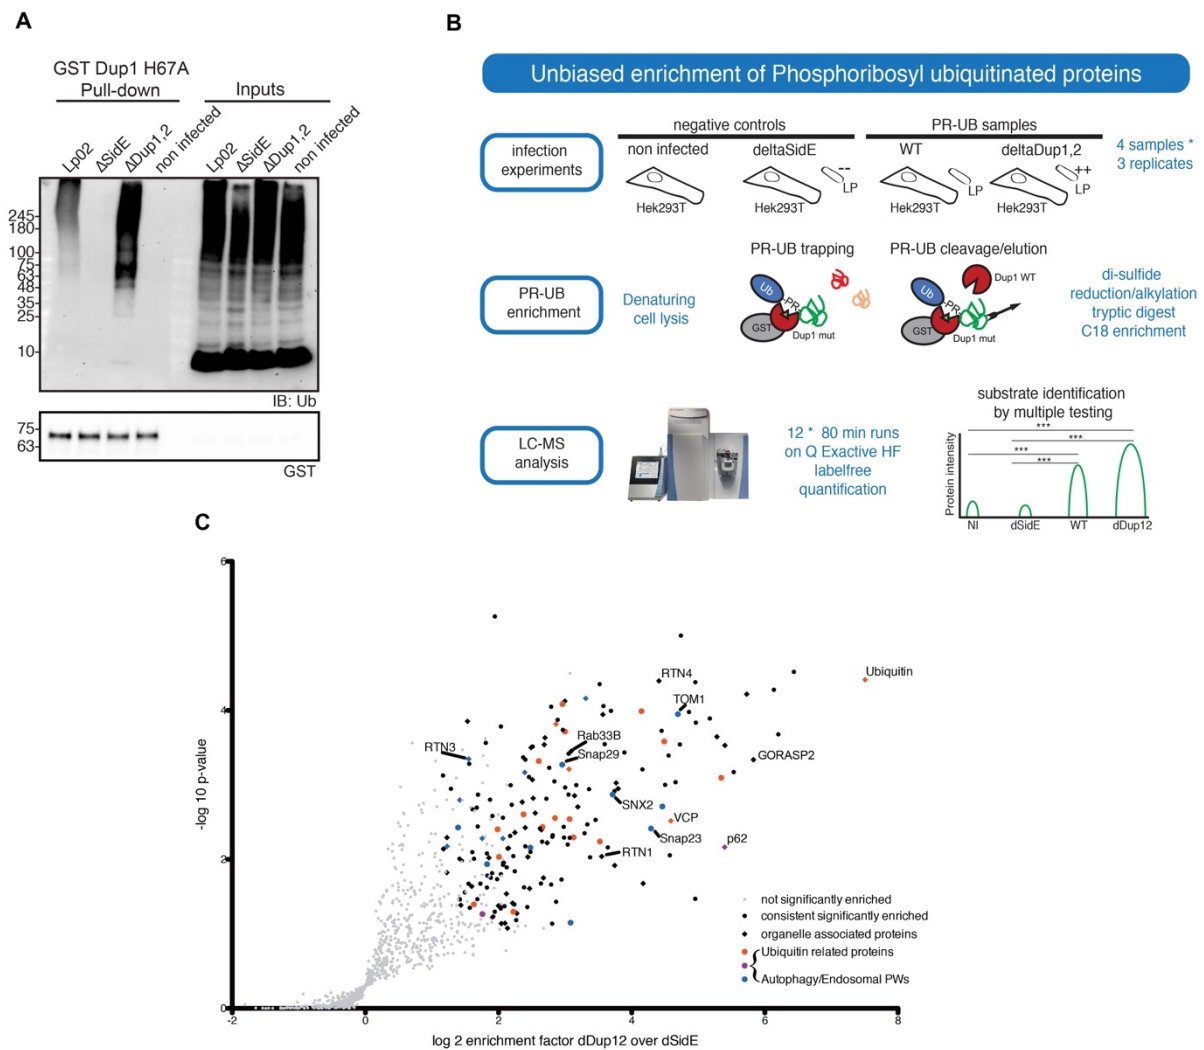 A
GST Dup1 H67A
Pull-down
Inputs
Lp02
ΔSidE
ΔDup1,2
non infected
Lp02
ΔSidE
ΔDup1,2
non infected
245
180
100
75
63
48
35
25
10
IB: Ub
75
63
GST
B
Unbiased enrichment of Phosphoribosyl ubiquitinated proteins
infection
experiments
negative controls
non infected
deltaSidE
Hek293T
Hek293T
--
LP
PR-UB samples
WT
deltaDup1,2
Hek293T
LP
Hek293T
++
LP
4 samples *
3 replicates
PR-UB
enrichment
Denaturing
cell lysis
PR-UB trapping
Ub
-PR-
GST
Dup1 mut
PR-UB cleavage/elution
Dup1 WT
Ub
-PR-
GST
Dup1 mut
di-sulfide
reduction/alkylation
tryptic digest
C18 enrichment
LC-MS
analysis
12 * 80 min runs
on Q Exactive HF
labelfree
quantification
substrate identification
by multiple testing
***
***
***
***
Protein intensity
NI
dSidE
WT
dDup12
C
-log 10 p-value
6
4
2
0
-2
0
2
4
6
8
log 2 enrichment factor dDup12 over dSidE
RTN4
Ubiquitin
TOM1
RTN3
Rab33B
Snap29
GORASP2
SNX2
VCP
Snap23
p62
RTN1
not significantly enriched
consistent significantly enriched
organelle associated proteins
Ubiquitin related proteins
Autophagy/Endosomal PWs